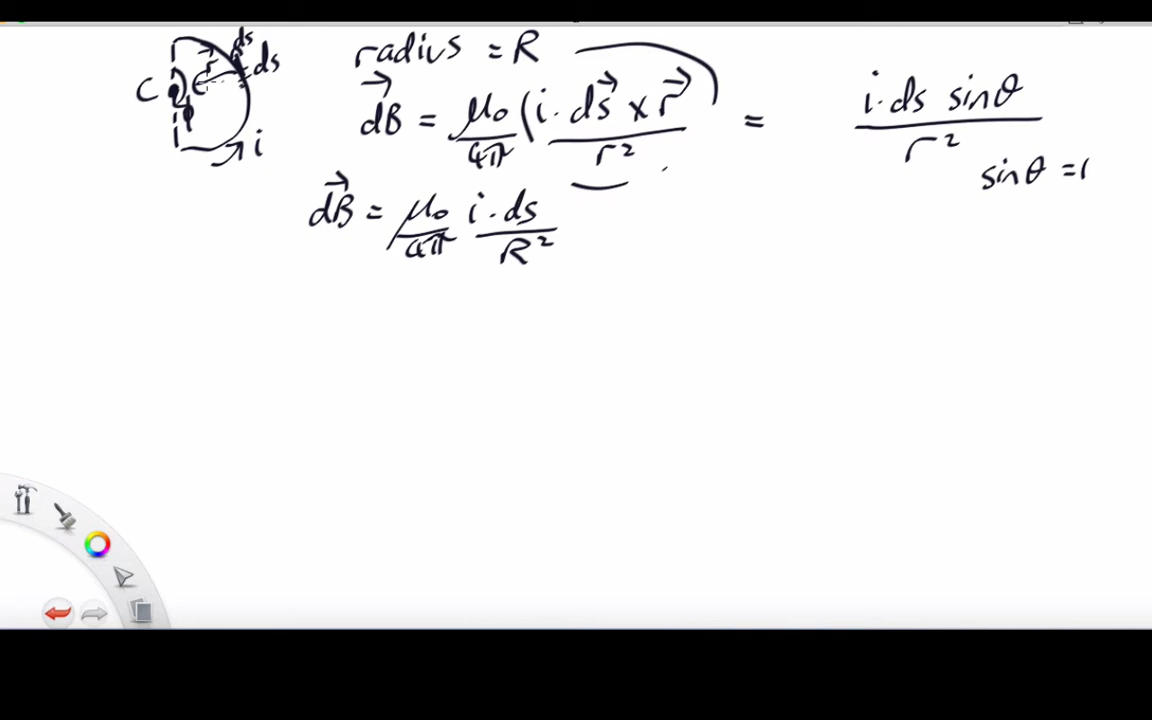 ds
r
ds
C
i
radius = R
→dB = μ₀/4π (i·d→s × →r)/r² = i·ds sinθ/r²
sinθ = 1
→dB = μ₀/4π i·ds/R²